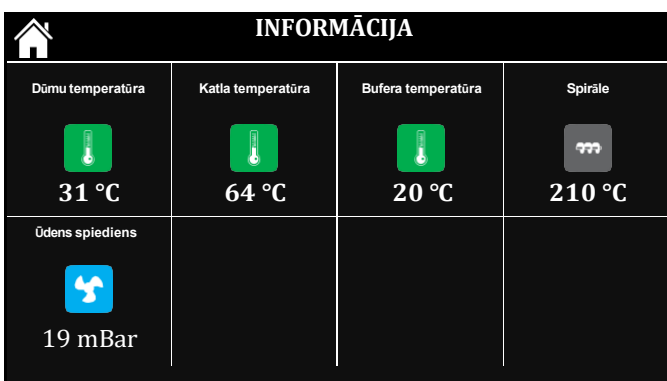 INFORMĀCIJA
Dūmu temperatūra
Katla temperatūra
Bufera temperatūra
Spirāle
31 °C
64 °C
20 °C
210 °C
Ūdens spiediens
19 mBar